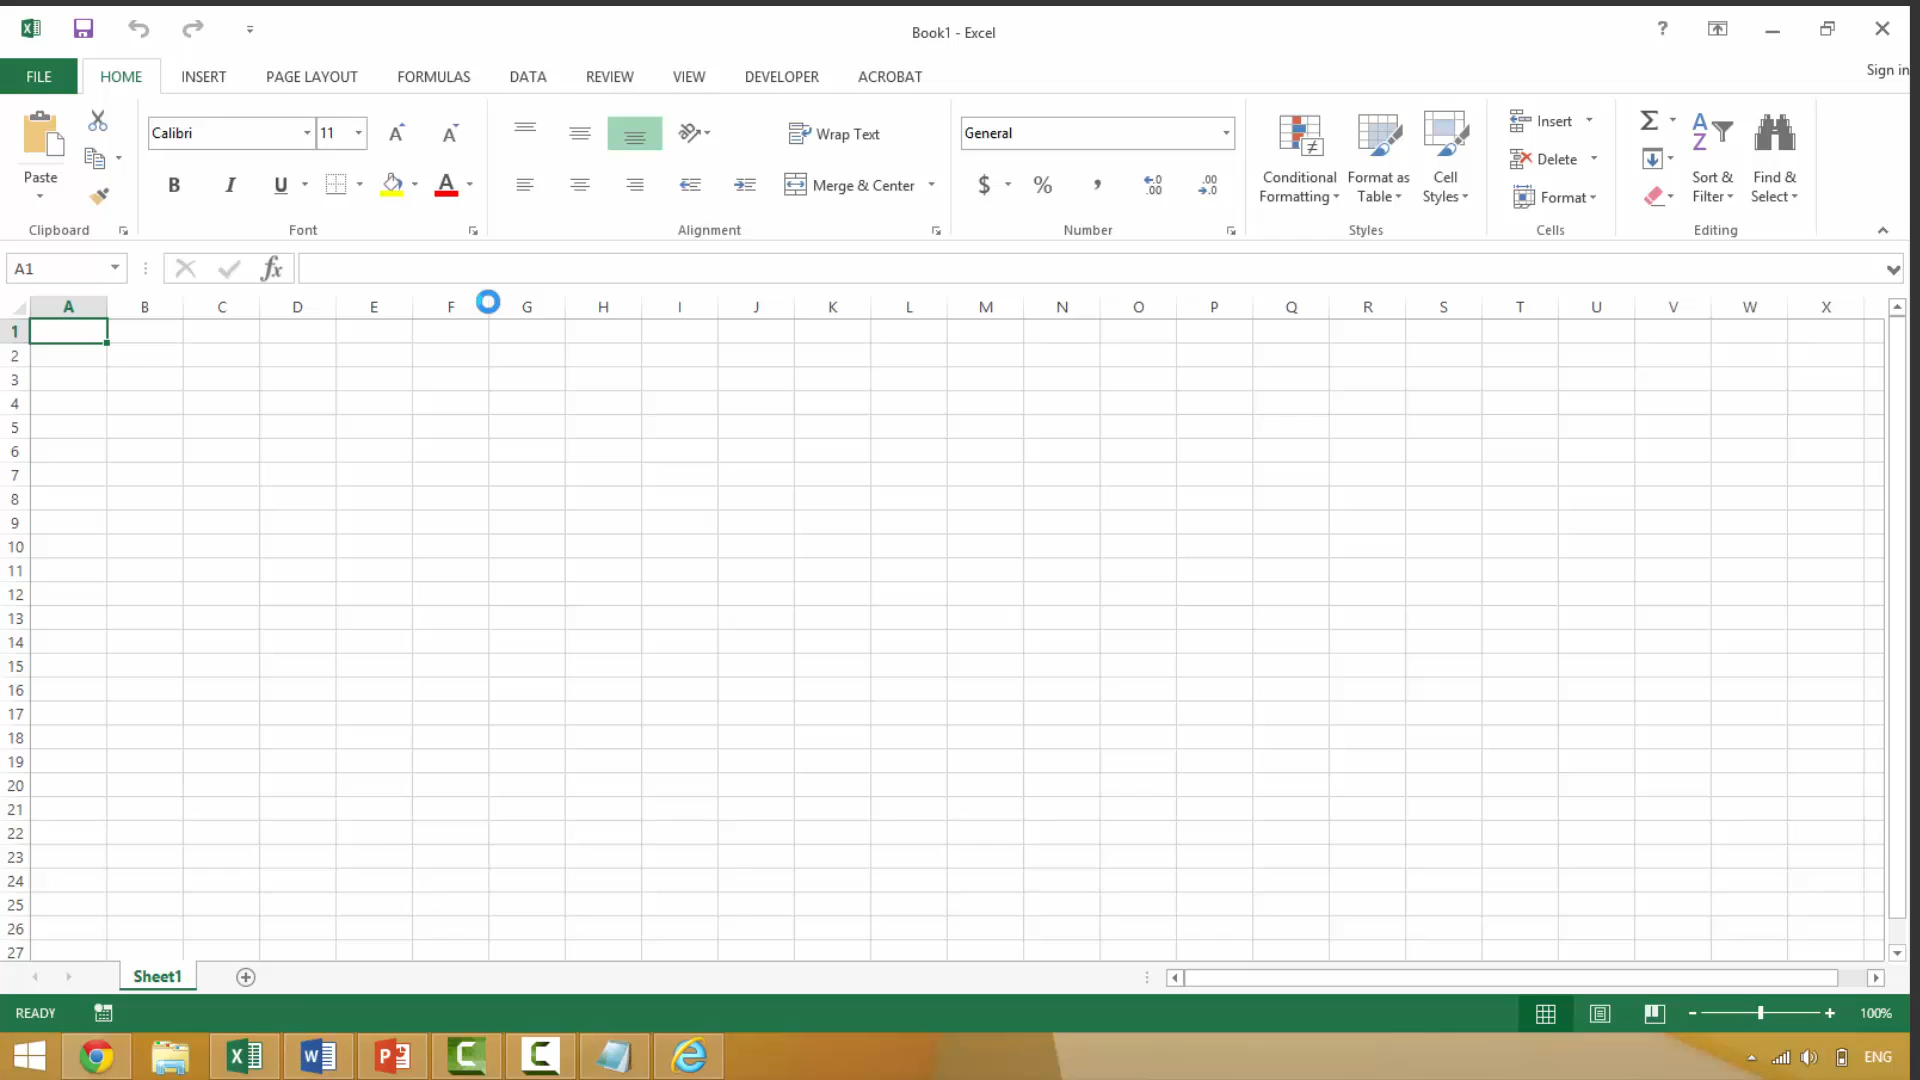 Book1 - Excel
?
Sign in
FILE HOME INSERT PAGE LAYOUT FORMULAS DATA REVIEW VIEW DEVELOPER ACROBAT
Paste
Clipboard
Calibri 11
B I U A
Font
Wrap Text
Merge & Center
Alignment
General
$ % ,
Number
Conditional Formatting
Format as Table
Cell Styles
Styles
Insert
Delete
Format
Cells
Sort & Filter
Find & Select
Editing
A1
fx
A B C D E F G H I J K L M N O P Q R S T U V W X
1
2
3
4
5
6
7
8
9
10
11
12
13
14
15
16
17
18
19
20
21
22
23
24
25
26
27
Sheet1
READY
100%
ENG